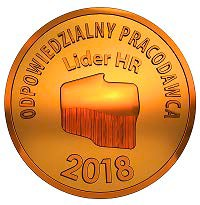 ODPOWIEDZIALNY PRACODAWCA
Lider HR
2018